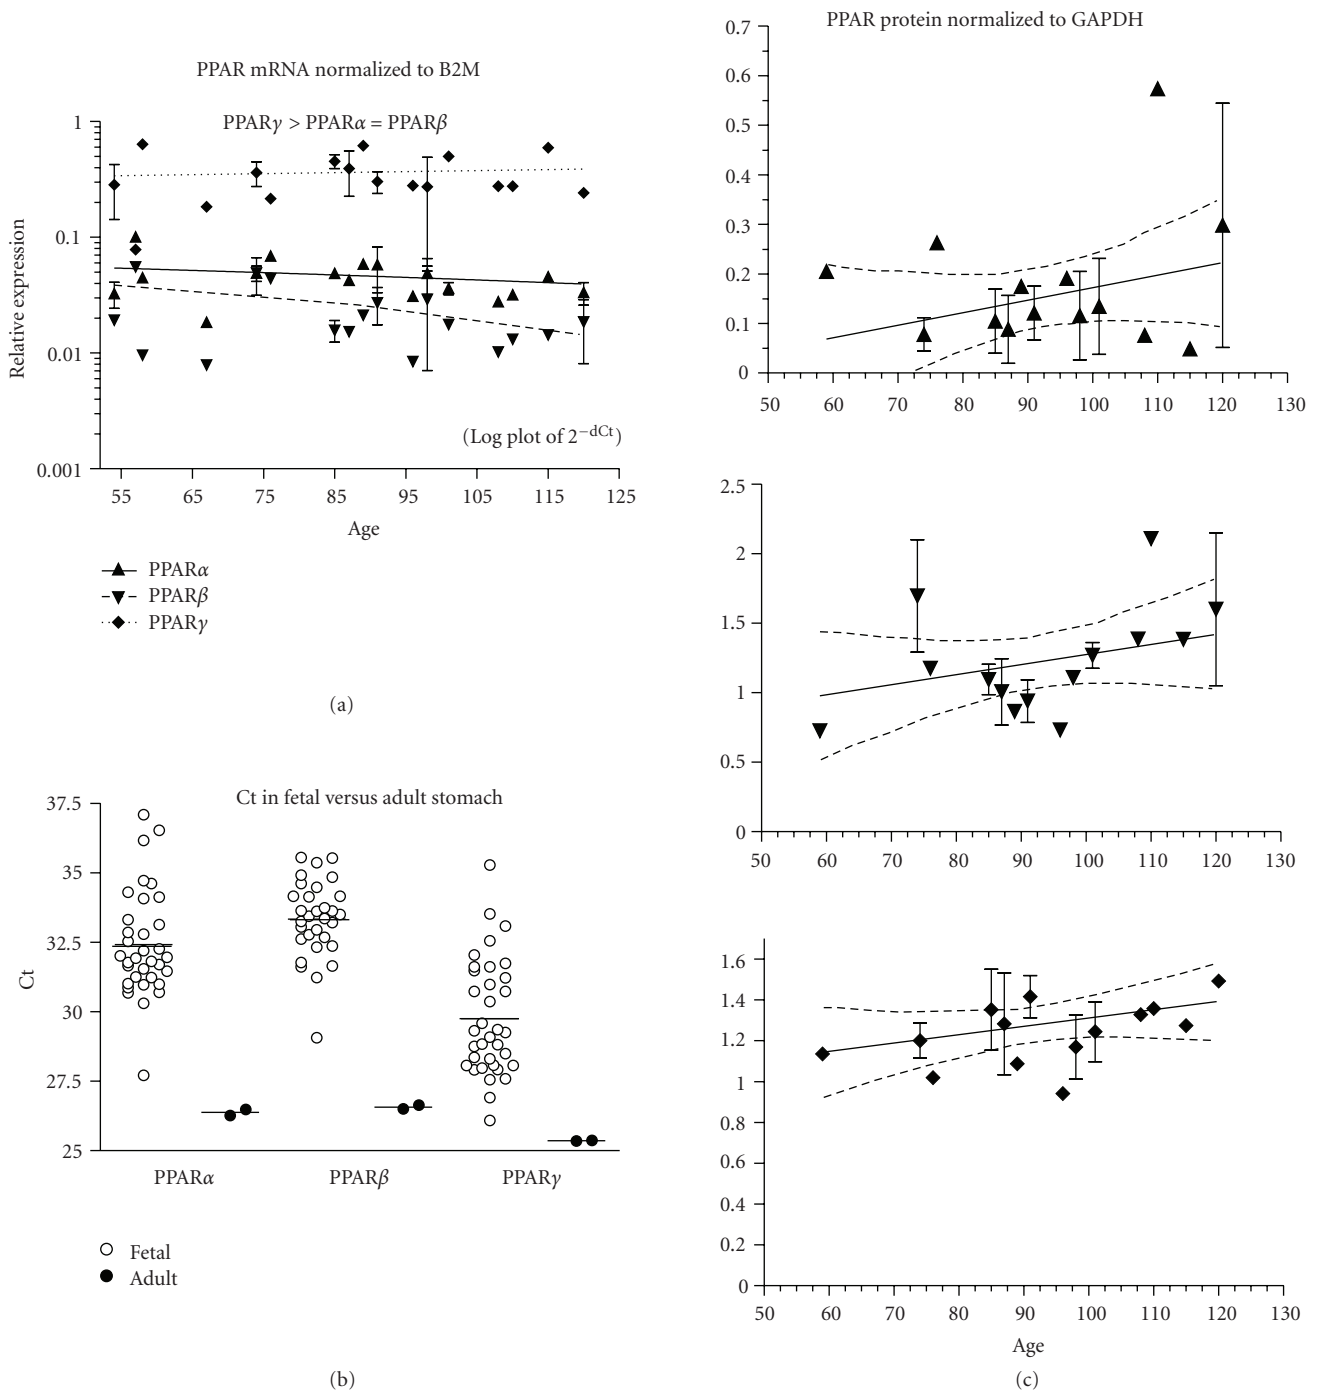 PPAR mRNA normalized to B2M
PPARγ > PPARα = PPARβ
1
0.1
0.01
0.001
Relative expression
(Log plot of 2^−dCt)
55 65 75 85 95 105 115 125
Age
PPARα
PPARβ
PPARγ
(a)
Ct in fetal versus adult stomach
37.5
35
32.5
30
27.5
25
Ct
PPARα PPARβ PPARγ
Fetal
Adult
(b)
PPAR protein normalized to GAPDH
0.7
0.6
0.5
0.4
0.3
0.2
0.1
0
50 60 70 80 90 100 110 120 130
2.5
2
1.5
1
0.5
0
50 60 70 80 90 100 110 120 130
1.6
1.4
1.2
1
0.8
0.6
0.4
0.2
0
50 60 70 80 90 100 110 120 130
Age
(c)